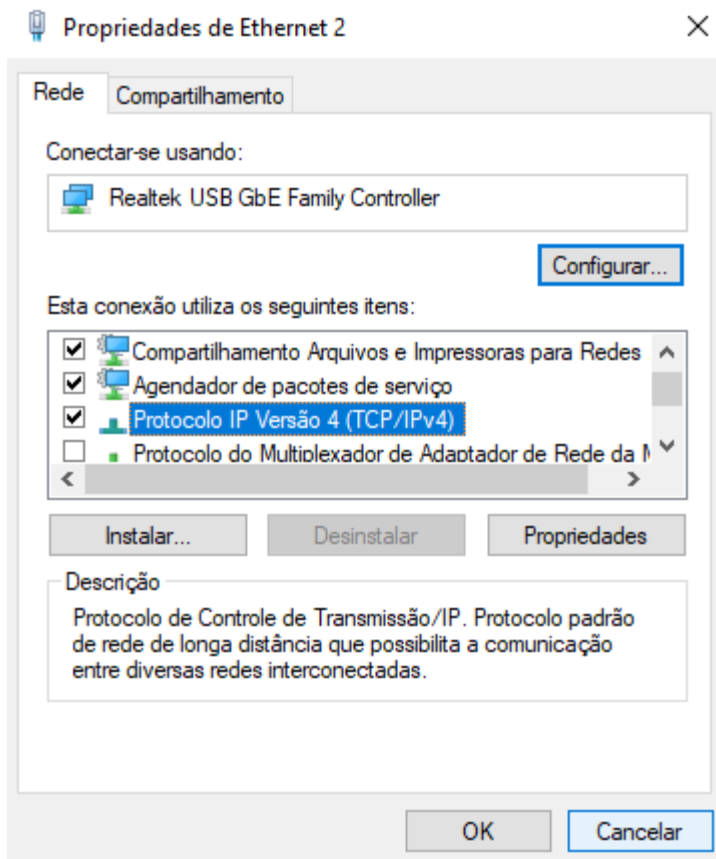 Propriedades de Ethernet 2
Rede
Compartilhamento
Conectar-se usando:
Realtek USB GbE Family Controller
Configurar...
Esta conexão utiliza os seguintes itens:
Compartilhamento Arquivos e Impressoras para Redes
Agendador de pacotes de serviço
Protocolo IP Versão 4 (TCP/IPv4)
Protocolo do Multiplexador de Adaptador de Rede da
Instalar...
Desinstalar
Propriedades
Descrição
Protocolo de Controle de Transmissão/IP. Protocolo padrão
de rede de longa distância que possibilita a comunicação
entre diversas redes interconectadas.
OK
Cancelar